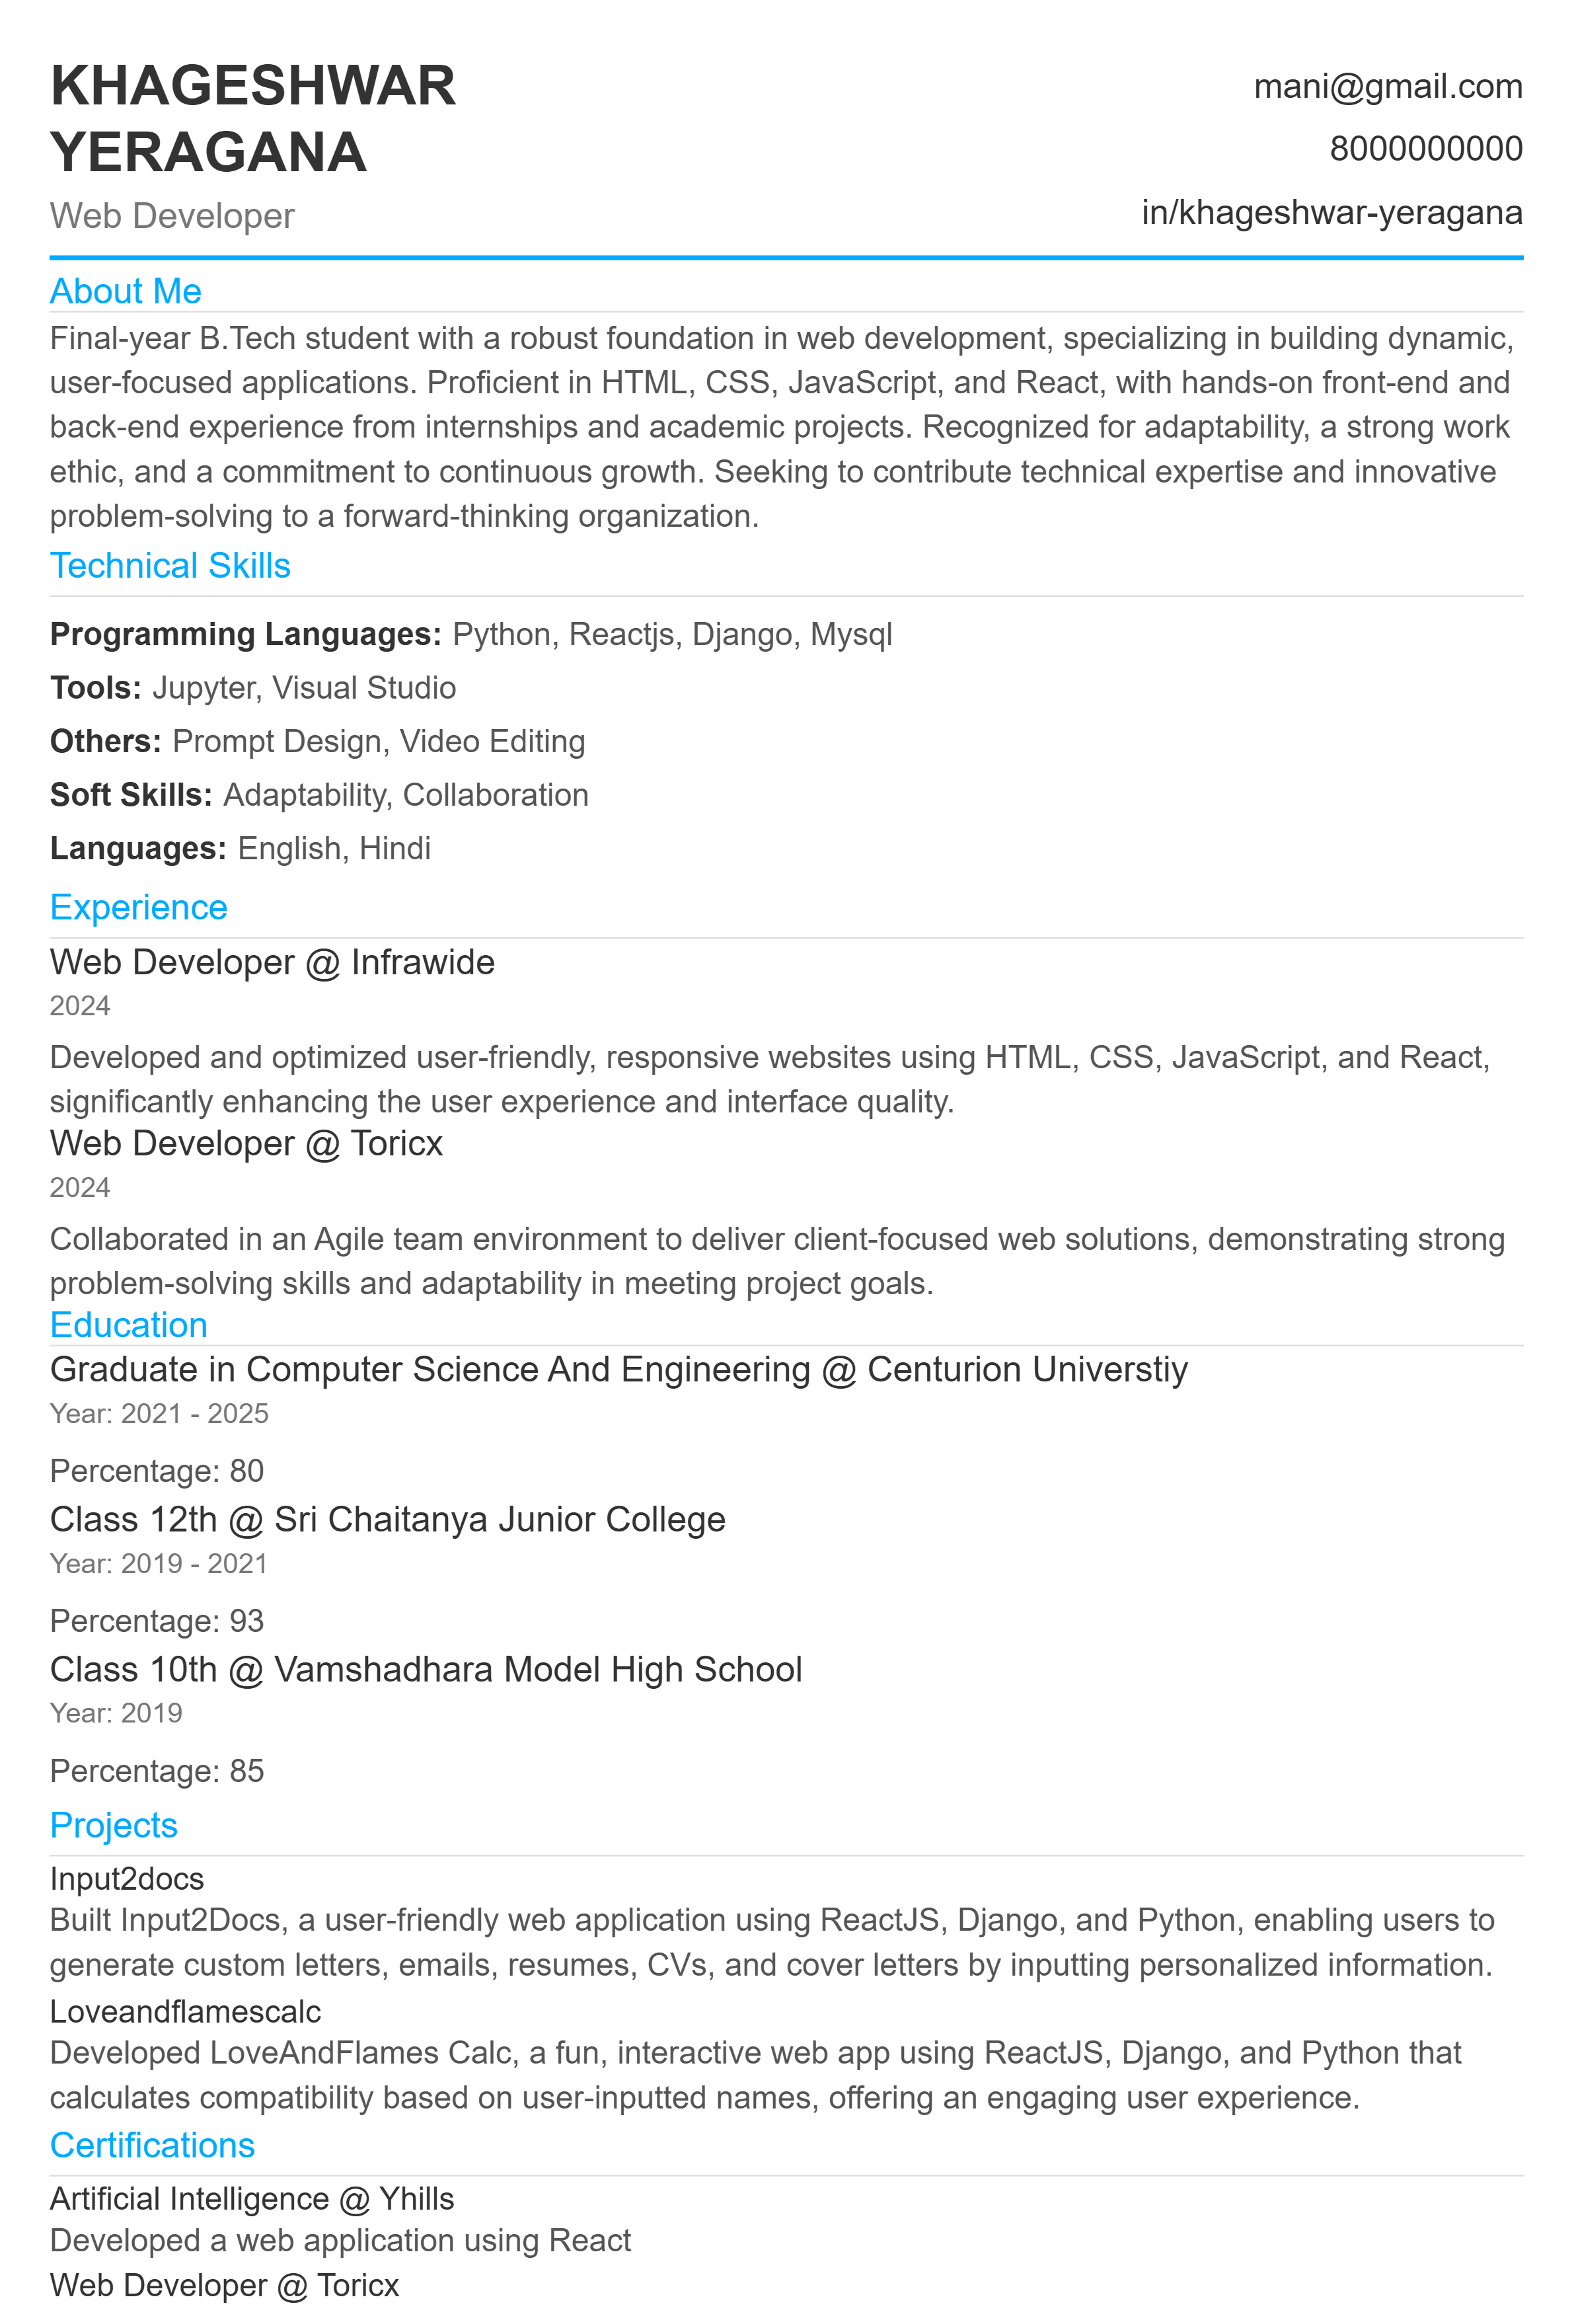 KHAGESHWAR
YERAGANA
Web Developer
mani@gmail.com
8000000000
in/khageshwar-yeragana
About Me
Final-year B.Tech student with a robust foundation in web development, specializing in building dynamic,
user-focused applications. Proficient in HTML, CSS, JavaScript, and React, with hands-on front-end and
back-end experience from internships and academic projects. Recognized for adaptability, a strong work
ethic, and a commitment to continuous growth. Seeking to contribute technical expertise and innovative
problem-solving to a forward-thinking organization.
Technical Skills
Programming Languages: Python, Reactjs, Django, Mysql
Tools: Jupyter, Visual Studio
Others: Prompt Design, Video Editing
Soft Skills: Adaptability, Collaboration
Languages: English, Hindi
Experience
Web Developer @ Infrawide
2024
Developed and optimized user-friendly, responsive websites using HTML, CSS, JavaScript, and React,
significantly enhancing the user experience and interface quality.
Web Developer @ Toricx
2024
Collaborated in an Agile team environment to deliver client-focused web solutions, demonstrating strong
problem-solving skills and adaptability in meeting project goals.
Education
Graduate in Computer Science And Engineering @ Centurion Universtiy
Year: 2021 - 2025
Percentage: 80
Class 12th @ Sri Chaitanya Junior College
Year: 2019 - 2021
Percentage: 93
Class 10th @ Vamshadhara Model High School
Year: 2019
Percentage: 85
Projects
Input2docs
Built Input2Docs, a user-friendly web application using ReactJS, Django, and Python, enabling users to
generate custom letters, emails, resumes, CVs, and cover letters by inputting personalized information.
Loveandflamescalc
Developed LoveAndFlames Calc, a fun, interactive web app using ReactJS, Django, and Python that
calculates compatibility based on user-inputted names, offering an engaging user experience.
Certifications
Artificial Intelligence @ Yhills
Developed a web application using React
Web Developer @ Toricx